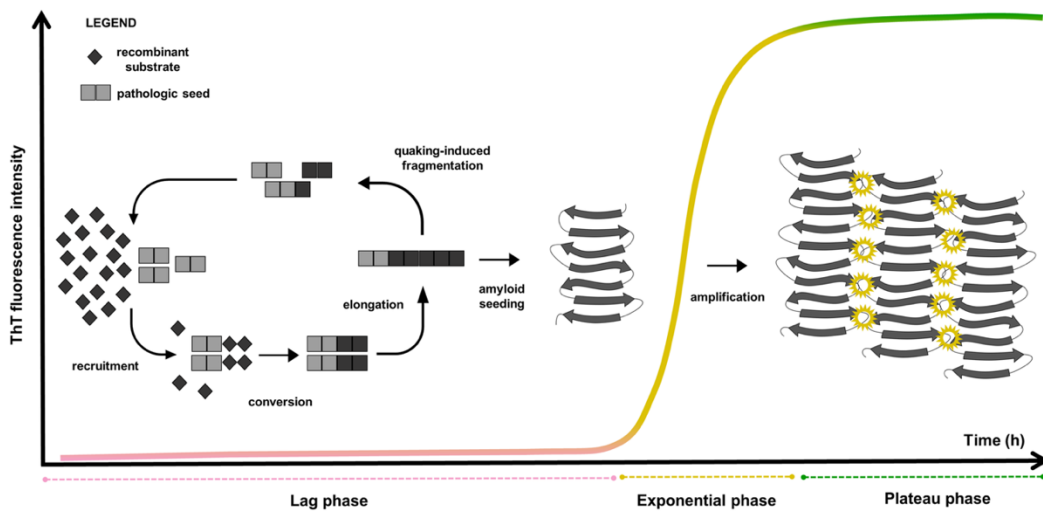 LEGEND
recombinant
substrate
pathologic seed
ThT fluorescence intensity
quaking-induced
fragmentation
elongation
amyloid
seeding
amplification
recruitment
conversion
Time (h)
Lag phase
Exponential phase
Plateau phase